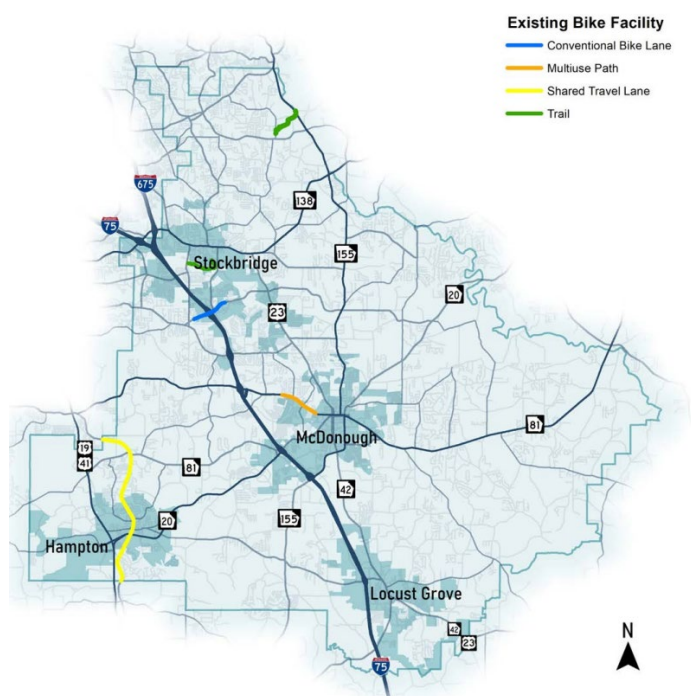 Existing Bike Facility
Conventional Bike Lane
Multiuse Path
Shared Travel Lane
Trail
675
75
138
155
Stockbridge
20
23
81
McDonough
19
41
81
42
20
155
Hampton
Locust Grove
42
23
75
N